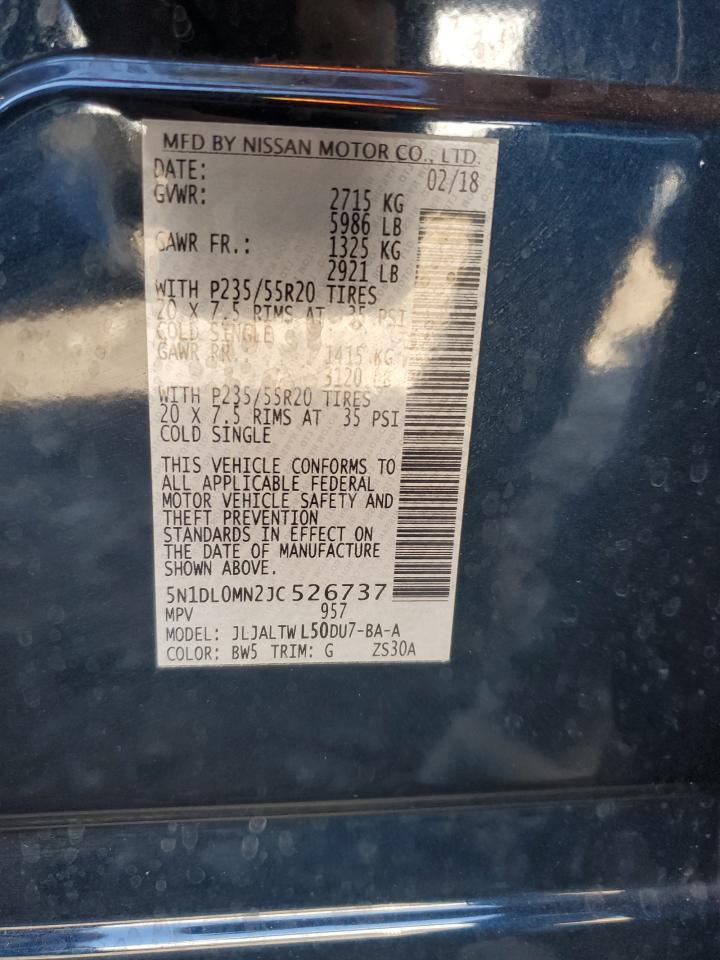 MFD BY NISSAN MOTOR CO., LTD.
DATE: 02/18
GVWR: 2715 KG
5986 LB
GAWR FR.: 1325 KG
2921 LB
WITH P235/55R20 TIRES
20 X 7.5 RIMS AT 35 PSI
COLD SINGLE
GAWR RR. 1415 KG
3120 LB
WITH P235/55R20 TIRES
20 X 7.5 RIMS AT 35 PSI
COLD SINGLE
THIS VEHICLE CONFORMS TO
ALL APPLICABLE FEDERAL
MOTOR VEHICLE SAFETY AND
THEFT PREVENTION
STANDARDS IN EFFECT ON
THE DATE OF MANUFACTURE
SHOWN ABOVE.
5N1DL0MN2JC 526737
MPV 957
MODEL: JLJALTW L50DU7-BA-A
COLOR: BW5 TRIM: G ZS30A